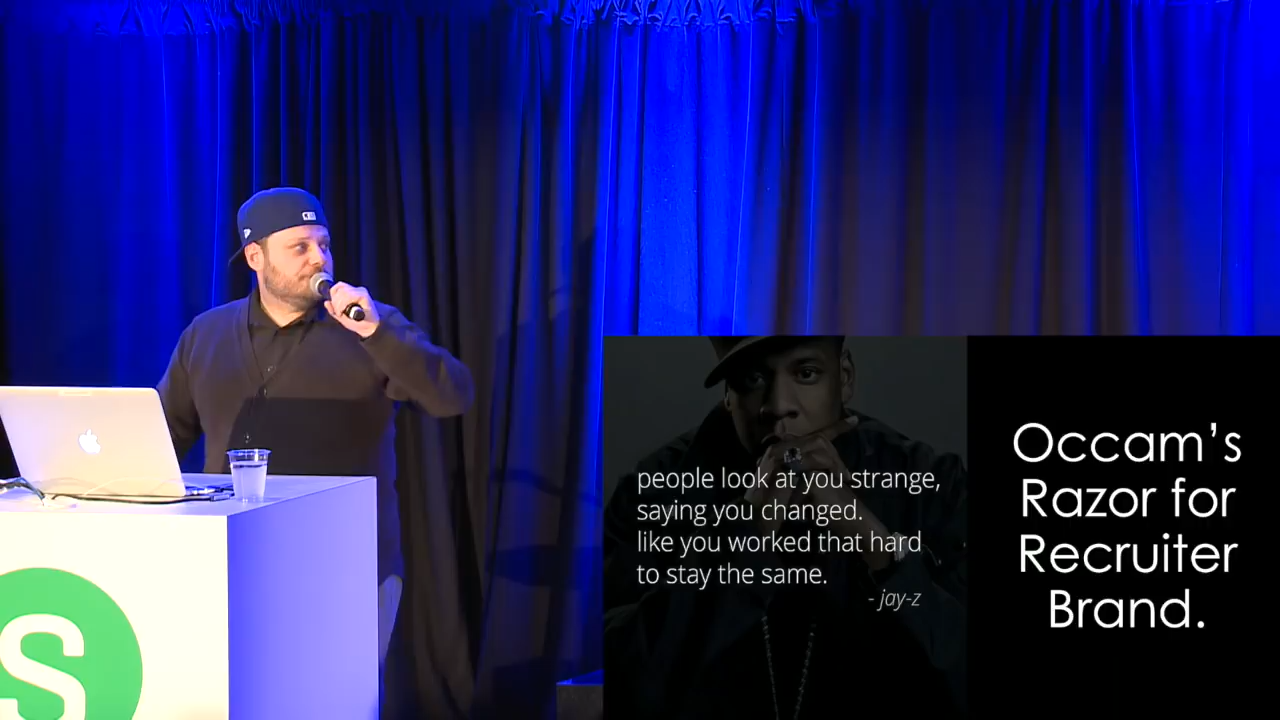 people look at you strange,
saying you changed.
like you worked that hard
to stay the same.
- jay-z
Occam's
Razor for
Recruiter
Brand.
S